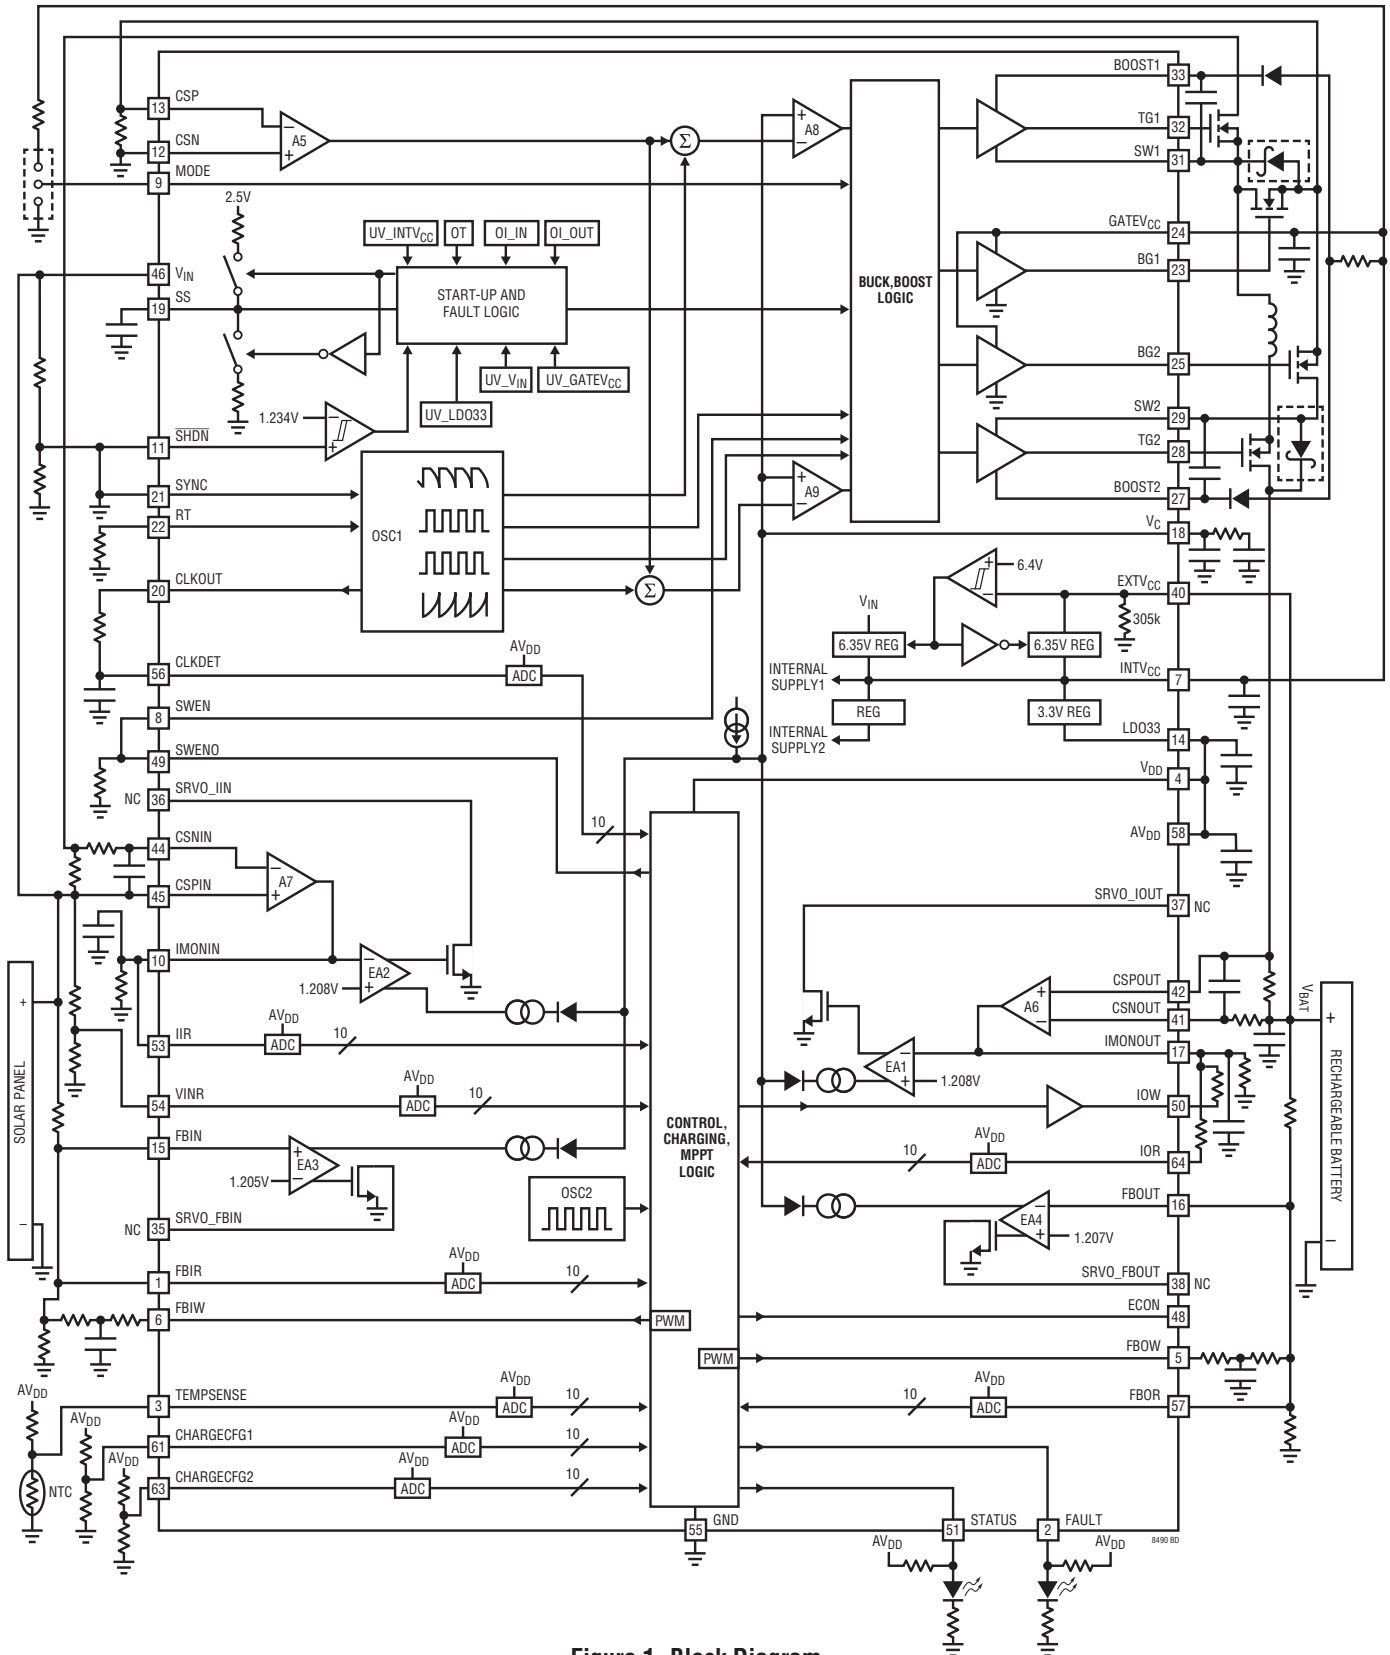 BOOST1
33
CSP
13
TG1
32
A5
A8
CSN
12
Σ
SW1
31
MODE
9
2.5V
UV_INTVCC
OT
OI_IN
OI_OUT
GATEVCC
24
VIN
46
START-UP AND
FAULT LOGIC
BUCK,BOOST
LOGIC
BG1
23
SS
19
BG2
25
UV_VIN
UV_GATEVCC
UV_LDO33
1.234V
SW2
29
SHDN
11
TG2
28
SYNC
21
A9
BOOST2
27
RT
22
OSC1
VC
18
6.4V
CLKOUT
20
Σ
EXTVCC
40
VIN
305k
6.35V REG
6.35V REG
CLKDET
56
AVDD
ADC
INTERNAL
SUPPLY1
INTVCC
7
SWEN
8
REG
3.3V REG
LDO33
14
INTERNAL
SUPPLY2
SWENO
49
VDD
4
NC
36
SRVO_IIN
10
AVDD
58
CSNIN
44
A7
CSPIN
45
SRVO_IOUT
37
NC
IMONIN
10
EA2
1.208V
CSPOUT
42
A6
CSNOUT
41
VBAT
+
+
AVDD
IIR
53
ADC
10
IMONOUT
17
EA1
1.208V
SOLAR PANEL
RECHARGEABLE BATTERY
AVDD
VINR
54
ADC
10
CONTROL,
CHARGING,
MPPT
LOGIC
IOW
50
FBIN
15
EA3
1.205V
AVDD
10
ADC
IOR
64
OSC2
FBOUT
16
EA4
1.207V
–
NC
35
SRVO_FBIN
–
AVDD
FBIR
1
ADC
10
SRVO_FBOUT
38
NC
FBIW
6
PWM
ECON
48
PWM
FBOW
5
AVDD
TEMPSENSE
3
AVDD
ADC
10
10
AVDD
ADC
FBOR
57
AVDD
CHARGECFG1
61
AVDD
ADC
10
AVDD
CHARGECFG2
63
AVDD
ADC
10
NTC
55
GND
51
STATUS
2
FAULT
8490 BD
AVDD
AVDD
Figure 1. Block Diagram